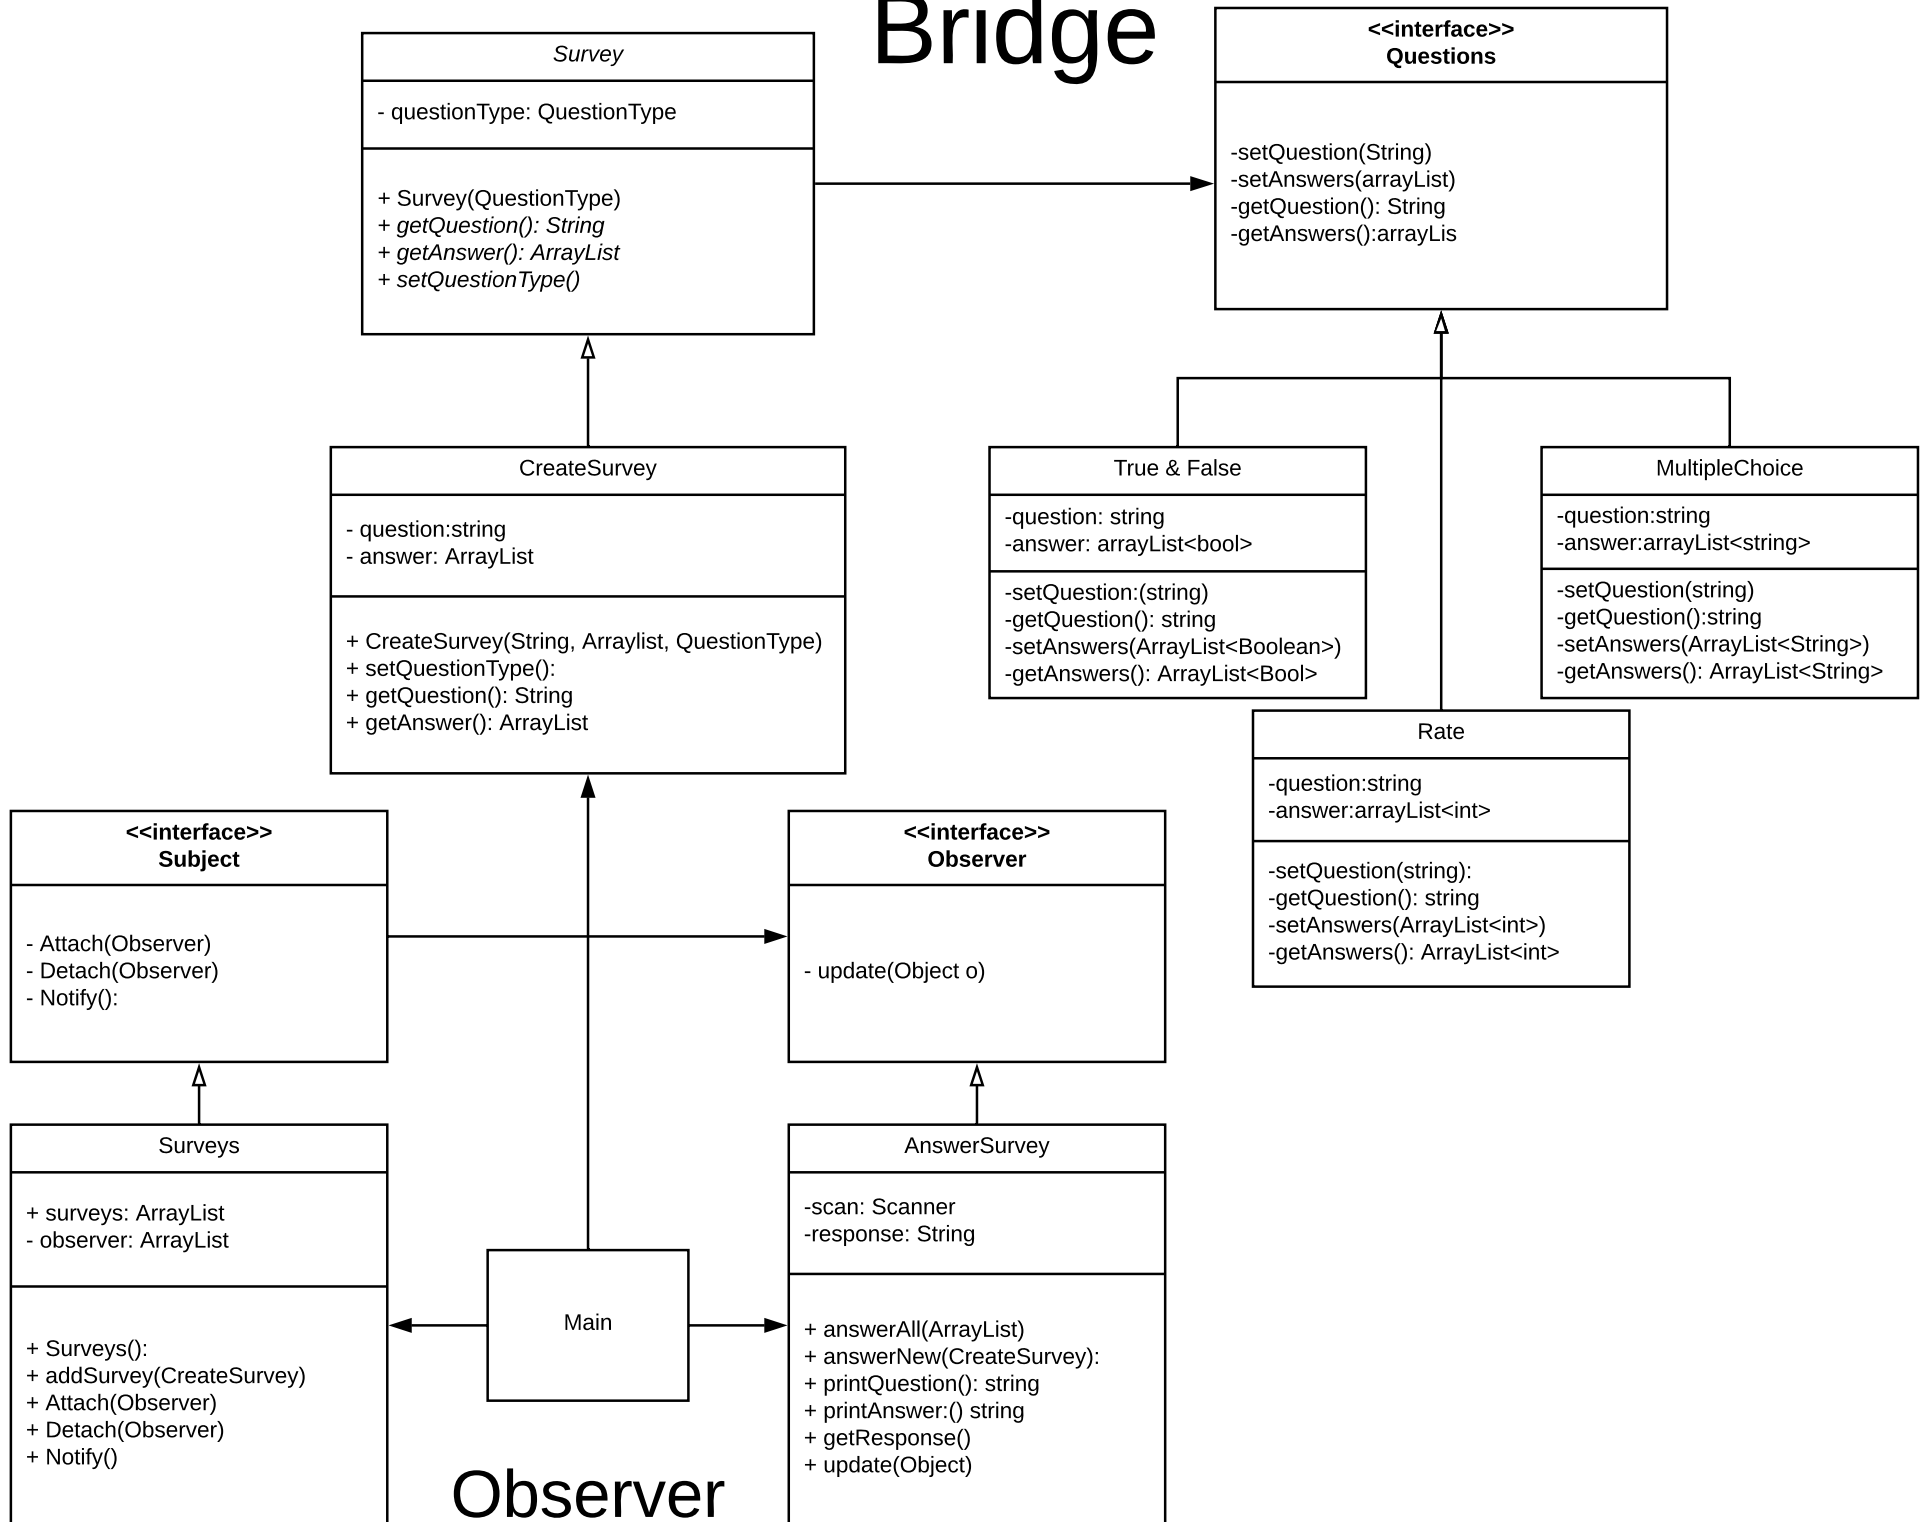 Bridge
Survey
- questionType: QuestionType
+ Survey(QuestionType)
+ getQuestion(): String
+ getAnswer(): ArrayList
+ setQuestionType()
<<interface>>
Questions
-setQuestion(String)
-setAnswers(arrayList)
-getQuestion(): String
-getAnswers():arrayLis
CreateSurvey
- question:string
- answer: ArrayList
+ CreateSurvey(String, Arraylist, QuestionType)
+ setQuestionType():
+ getQuestion(): String
+ getAnswer(): ArrayList
True & False
-question: string
-answer: arrayList<bool>
-setQuestion:(string)
-getQuestion(): string
-setAnswers(ArrayList<Boolean>)
-getAnswers(): ArrayList<Bool>
MultipleChoice
-question:string
-answer:arrayList<string>
-setQuestion(string)
-getQuestion():string
-setAnswers(ArrayList<String>)
-getAnswers(): ArrayList<String>
Rate
-question:string
-answer:arrayList<int>
-setQuestion(string):
-getQuestion(): string
-setAnswers(ArrayList<int>)
-getAnswers(): ArrayList<int>
<<interface>>
Subject
- Attach(Observer)
- Detach(Observer)
- Notify():
<<interface>>
Observer
- update(Object o)
Surveys
+ surveys: ArrayList
- observer: ArrayList
+ Surveys():
+ addSurvey(CreateSurvey)
+ Attach(Observer)
+ Detach(Observer)
+ Notify()
Main
AnswerSurvey
-scan: Scanner
-response: String
+ answerAll(ArrayList)
+ answerNew(CreateSurvey):
+ printQuestion(): string
+ printAnswer:() string
+ getResponse()
+ update(Object)
Observer